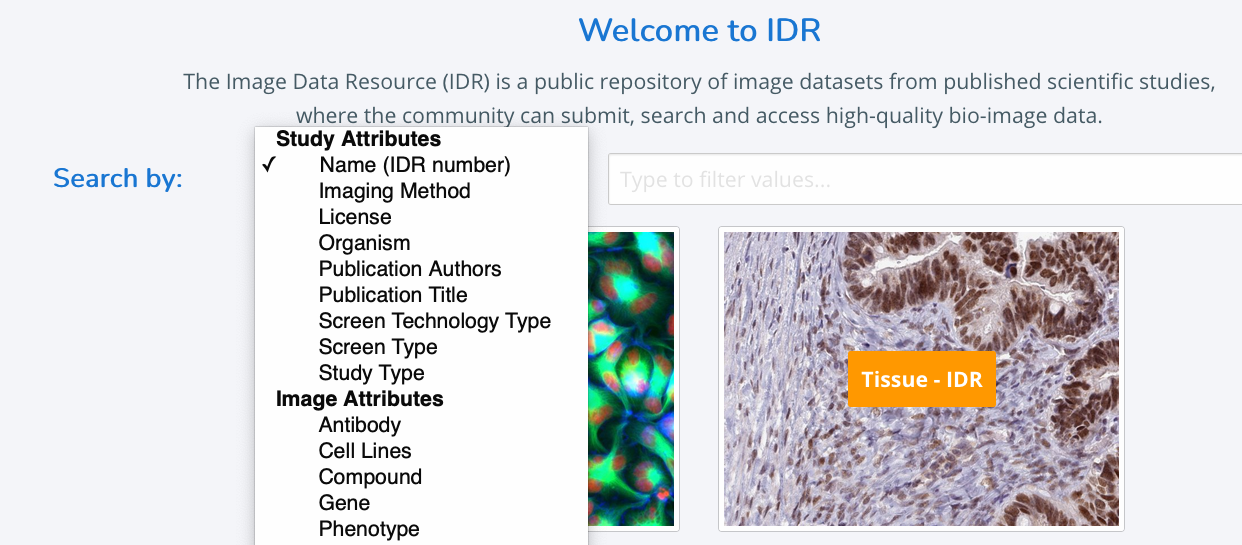 Welcome to IDR
The Image Data Resource (IDR) is a public repository of image datasets from published scientific studies,
where the community can submit, search and access high-quality bio-image data.
Search by:
Study Attributes
✓ Name (IDR number)
Imaging Method
License
Organism
Publication Authors
Publication Title
Screen Technology Type
Screen Type
Study Type
Image Attributes
Antibody
Cell Lines
Compound
Gene
Phenotype
Type to filter values...
Tissue - IDR